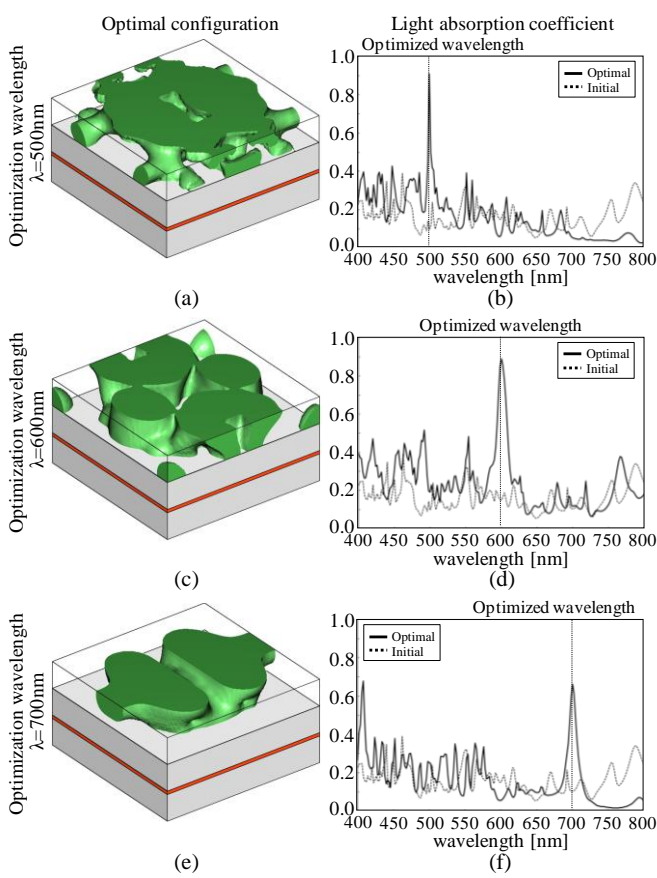 Optimal configuration
Light absorption coefficient
Optimization wavelength
λ=500nm
(a)
Optimized wavelength
1.0
0.8
0.6
0.4
0.2
0.0
Optimal
Initial
400 450 500 550 600 650 700 750 800
wavelength [nm]
(b)
Optimization wavelength
λ=600nm
(c)
Optimized wavelength
1.0
0.8
0.6
0.4
0.2
0.0
Optimal
Initial
400 450 500 550 600 650 700 750 800
wavelength [nm]
(d)
Optimization wavelength
λ=700nm
(e)
Optimized wavelength
1.0
0.8
0.6
0.4
0.2
0.0
Optimal
Initial
400 450 500 550 600 650 700 750 800
wavelength [nm]
(f)